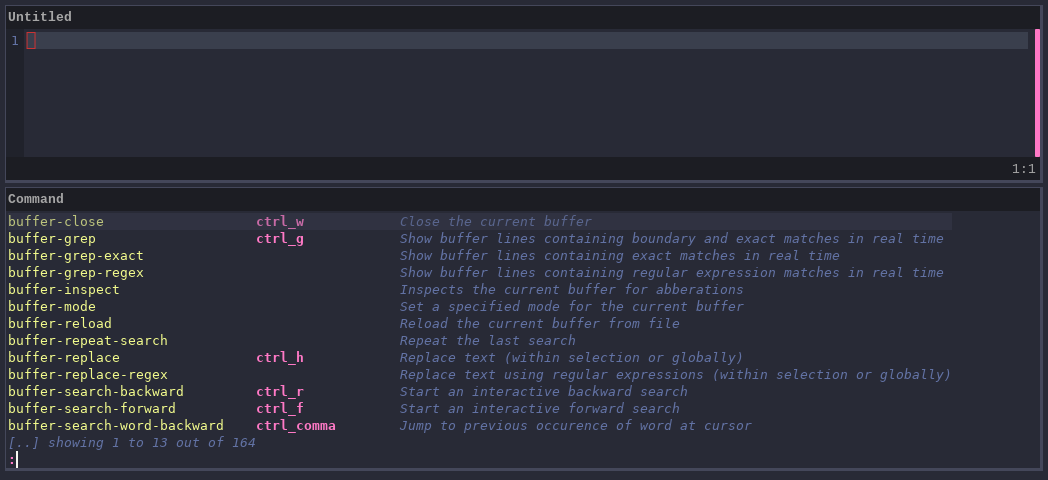 Untitled
1
1:1
Command
buffer-close ctrl_w Close the current buffer
buffer-grep ctrl_g Show buffer lines containing boundary and exact matches in real time
buffer-grep-exact Show buffer lines containing exact matches in real time
buffer-grep-regex Show buffer lines containing regular expression matches in real time
buffer-inspect Inspects the current buffer for abberations
buffer-mode Set a specified mode for the current buffer
buffer-reload Reload the current buffer from file
buffer-repeat-search Repeat the last search
buffer-replace ctrl_h Replace text (within selection or globally)
buffer-replace-regex Replace text using regular expressions (within selection or globally)
buffer-search-backward ctrl_r Start an interactive backward search
buffer-search-forward ctrl_f Start an interactive forward search
buffer-search-word-backward ctrl_comma Jump to previous occurence of word at cursor
[..] showing 1 to 13 out of 164
: